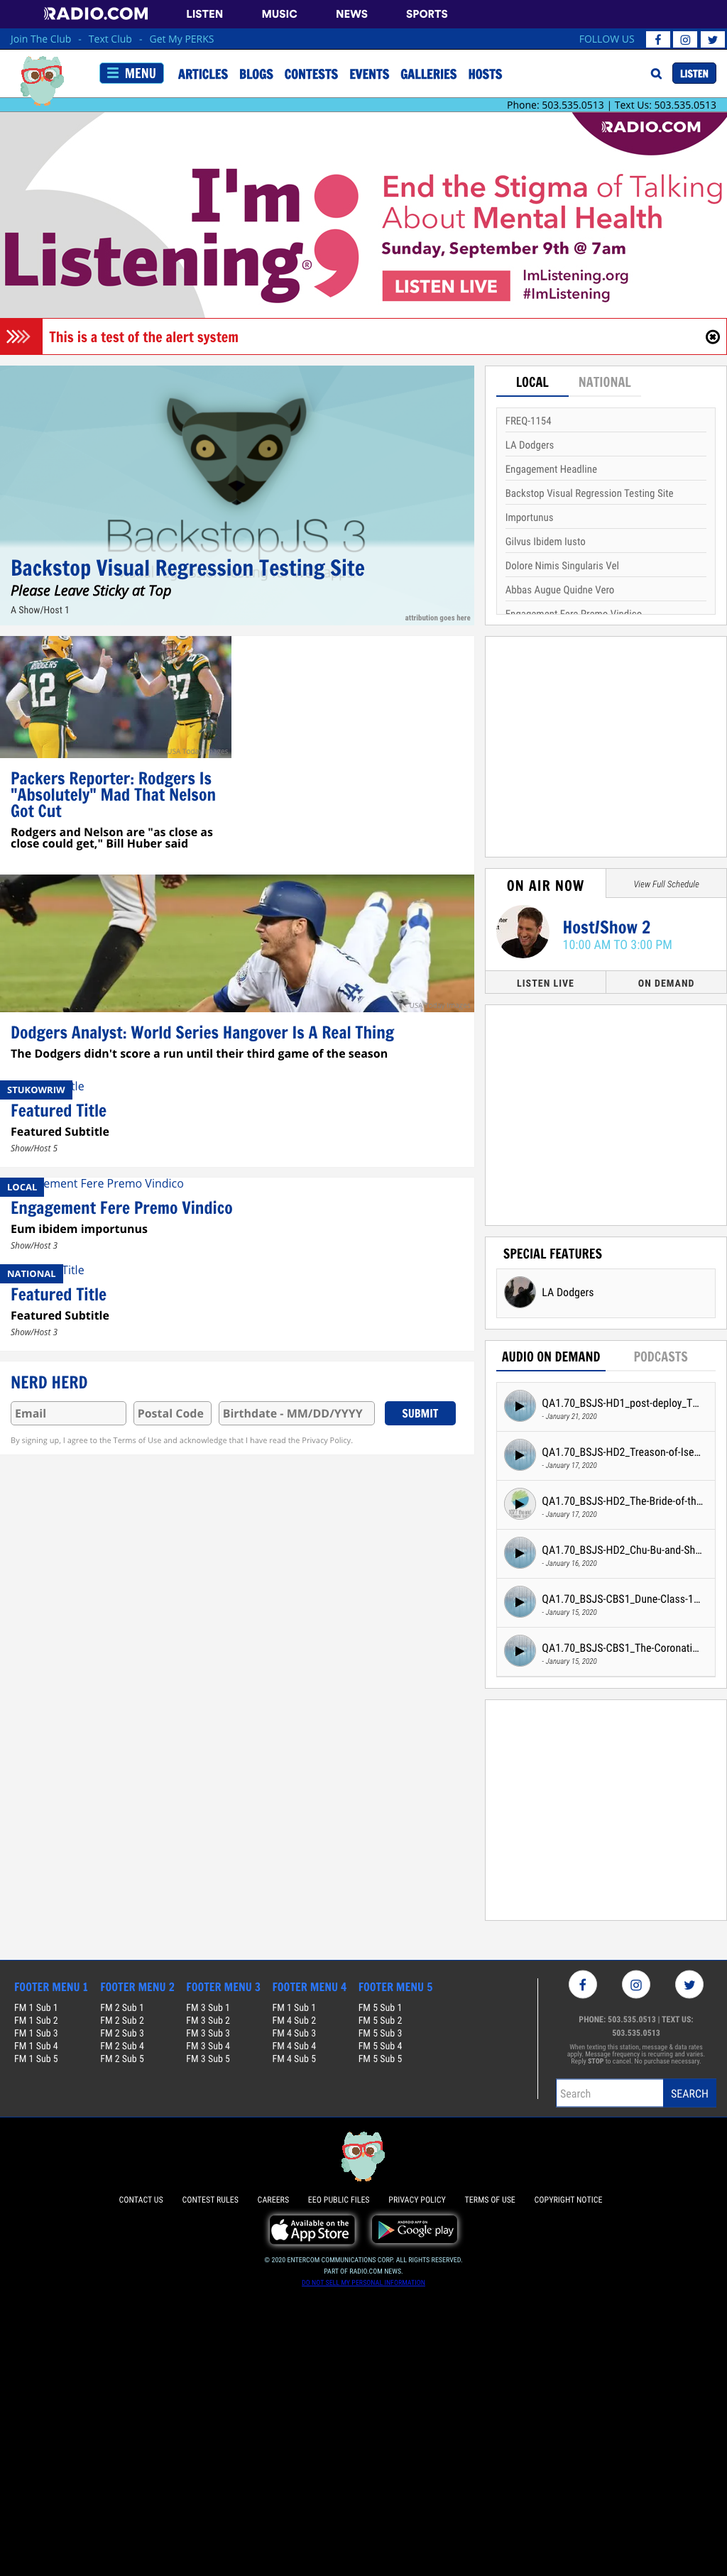 RADIO.COM LISTEN MUSIC NEWS SPORTS
Join The Club - Text Club - Get My PERKS FOLLOW US
MENU ARTICLES BLOGS CONTESTS EVENTS GALLERIES HOSTS LISTEN
Phone: 503.535.0513 | Text Us: 503.535.0513
RADIO.COM
I'm
Listening®
End the Stigma of Talking
About Mental Health
Sunday, September 9th @ 7am
LISTEN LIVE
ImListening.org
#ImListening
This is a test of the alert system
BackstopJS 3
Backstop Visual Regression Testing Site
Please Leave Sticky at Top
A Show/Host 1
attribution goes here
LOCAL NATIONAL
FREQ-1154
LA Dodgers
Engagement Headline
Backstop Visual Regression Testing Site
Importunus
Gilvus Ibidem Iusto
Dolore Nimis Singularis Vel
Abbas Augue Quidne Vero
Engagement Fere Premo Vindico
RODGERS
12
87
Packers Reporter: Rodgers Is
"Absolutely" Mad That Nelson
Got Cut
Rodgers and Nelson are "as close as
close could get," Bill Huber said
LA
USA
Dodgers Analyst: World Series Hangover Is A Real Thing
The Dodgers didn't score a run until their third game of the season
STUKOWRIW tle
Featured Title
Featured Subtitle
Show/Host 5
LOCAL ement Fere Premo Vindico
Engagement Fere Premo Vindico
Eum ibidem importunus
Show/Host 3
NATIONAL Title
Featured Title
Featured Subtitle
Show/Host 3
NERD HERD
Email Postal Code Birthdate - MM/DD/YYYY SUBMIT
By signing up, I agree to the Terms of Use and acknowledge that I have read the Privacy Policy.
ON AIR NOW View Full Schedule
Host/Show 2
10:00 AM TO 3:00 PM
LISTEN LIVE ON DEMAND
SPECIAL FEATURES
LA Dodgers
AUDIO ON DEMAND PODCASTS
QA1.70_BSJS-HD1_post-deploy_T...
- January 21, 2020
QA1.70_BSJS-HD2_Treason-of-Ise...
- January 17, 2020
QA1.70_BSJS-HD2_The-Bride-of-th...
- January 17, 2020
QA1.70_BSJS-HD2_Chu-Bu-and-Sh...
- January 16, 2020
QA1.70_BSJS-CBS1_Dune-Class-1...
- January 15, 2020
QA1.70_BSJS-CBS1_The-Coronati...
- January 15, 2020
FOOTER MENU 1 FOOTER MENU 2 FOOTER MENU 3 FOOTER MENU 4 FOOTER MENU 5
FM 1 Sub 1 FM 2 Sub 1 FM 3 Sub 1 FM 1 Sub 1 FM 5 Sub 1
FM 1 Sub 2 FM 2 Sub 2 FM 3 Sub 2 FM 4 Sub 2 FM 5 Sub 2
FM 1 Sub 3 FM 2 Sub 3 FM 3 Sub 3 FM 4 Sub 3 FM 5 Sub 3
FM 1 Sub 4 FM 2 Sub 4 FM 3 Sub 4 FM 4 Sub 4 FM 5 Sub 4
FM 1 Sub 5 FM 2 Sub 5 FM 3 Sub 5 FM 4 Sub 5 FM 5 Sub 5
PHONE: 503.535.0513 | TEXT US:
503.535.0513
When texting this station, message & data rates
apply. Message frequency is recurring and varies.
Reply STOP to cancel. No purchase necessary.
Search SEARCH
CONTACT US CONTEST RULES CAREERS EEO PUBLIC FILES PRIVACY POLICY TERMS OF USE COPYRIGHT NOTICE
Available on the
App Store
ANDROID APP ON
Google play
© 2020 ENTERCOM COMMUNICATIONS CORP. ALL RIGHTS RESERVED.
PART OF RADIO.COM NEWS.
DO NOT SELL MY PERSONAL INFORMATION